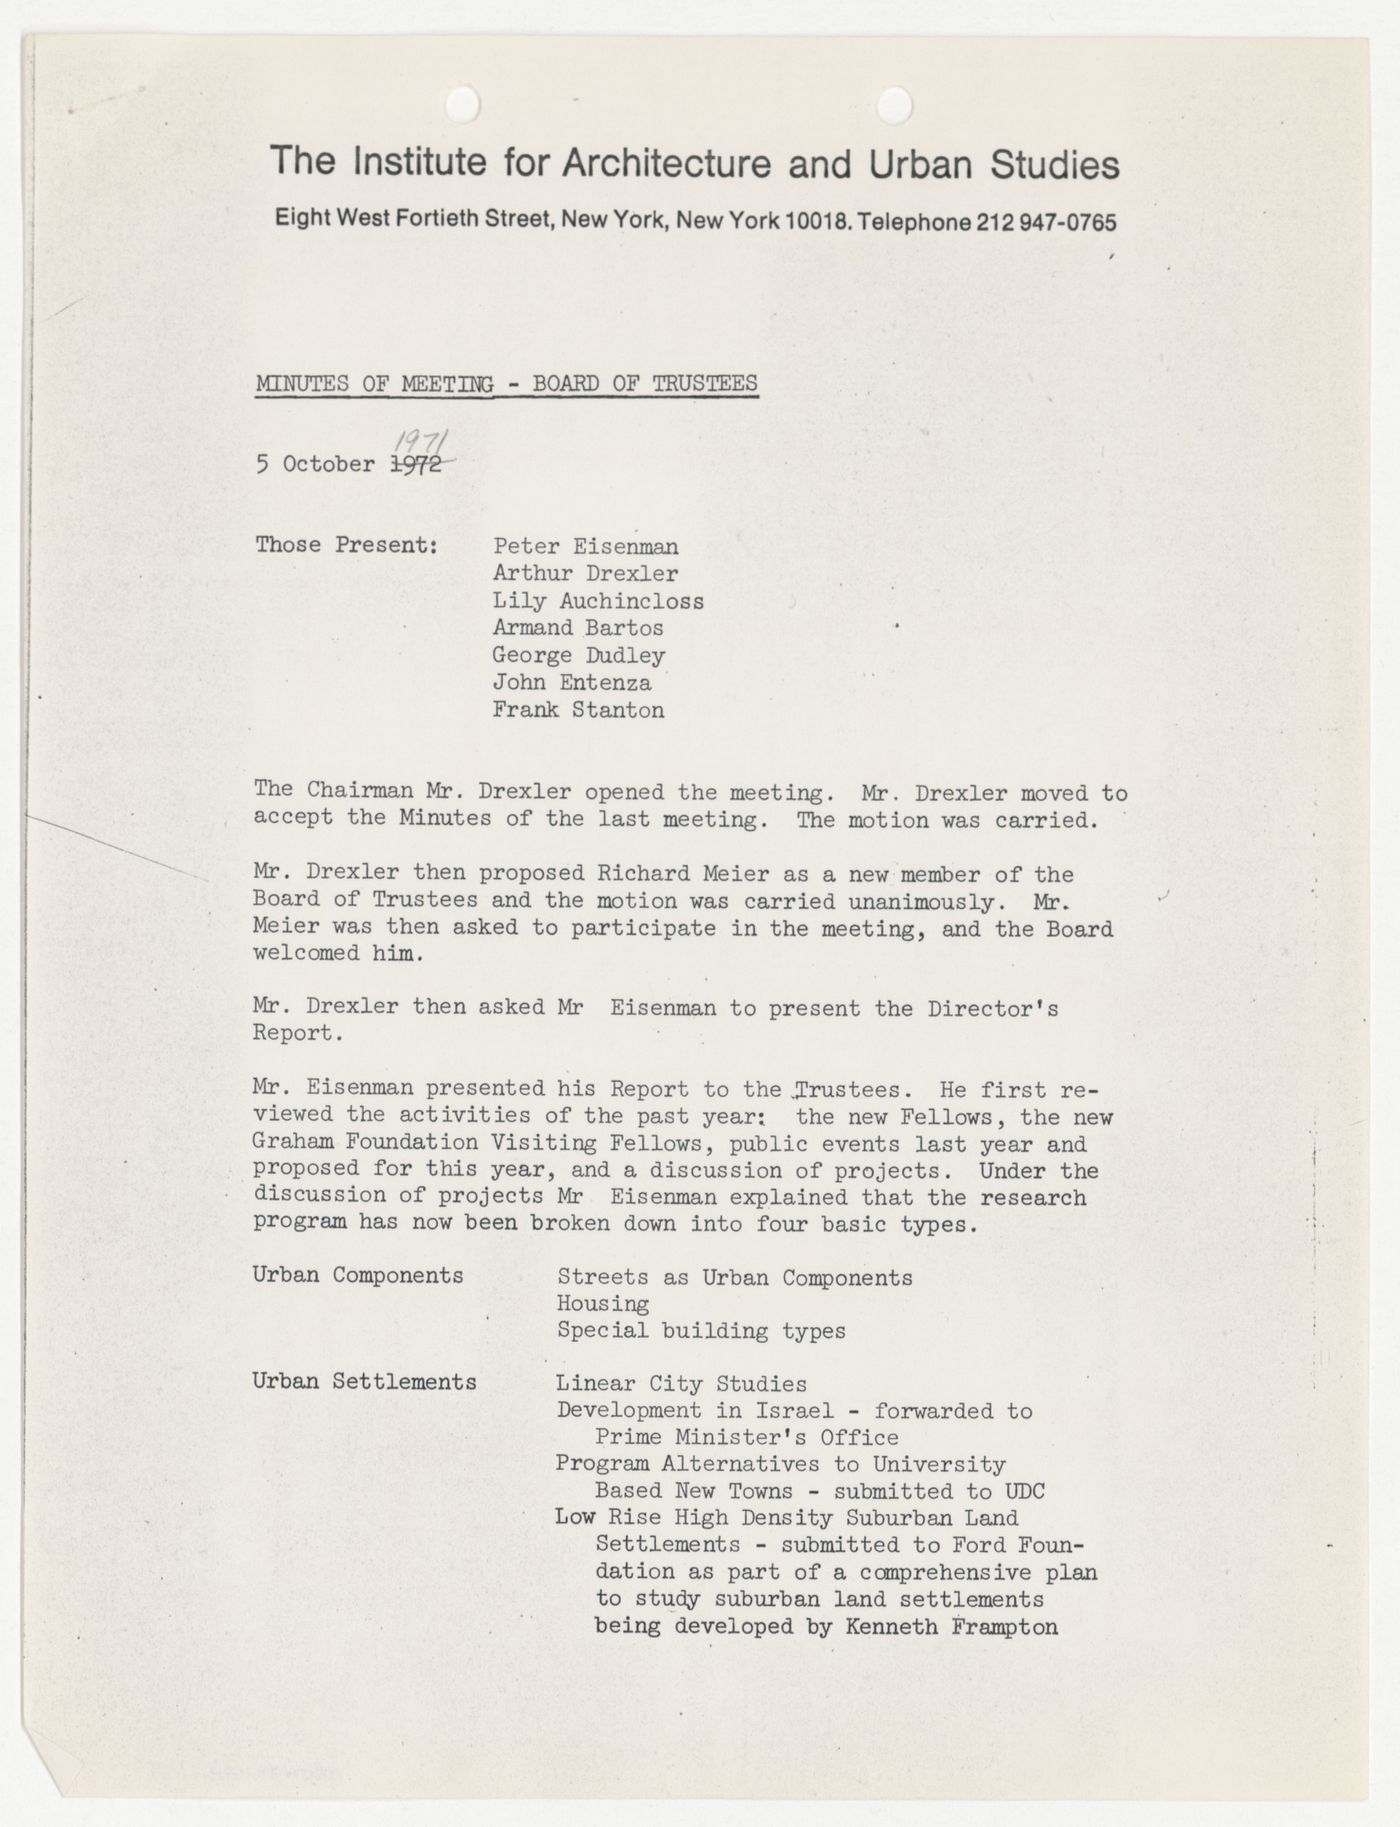 The Institute for Architecture and Urban Studies
Eight West Fortieth Street, New York, New York 10018. Telephone 212 947-0765
MINUTES OF MEETING - BOARD OF TRUSTEES
1971
5 October 1972
Those Present: Peter Eisenman
Arthur Drexler
Lily Auchincloss
Armand Bartos
George Dudley
John Entenza
Frank Stanton
The Chairman Mr. Drexler opened the meeting. Mr. Drexler moved to
accept the Minutes of the last meeting. The motion was carried.
Mr. Drexler then proposed Richard Meier as a new member of the
Board of Trustees and the motion was carried unanimously. Mr.
Meier was then asked to participate in the meeting, and the Board
welcomed him.
Mr. Drexler then asked Mr Eisenman to present the Director's
Report.
Mr. Eisenman presented his Report to the Trustees. He first re-
viewed the activities of the past year: the new Fellows, the new
Graham Foundation Visiting Fellows, public events last year and
proposed for this year, and a discussion of projects. Under the
discussion of projects Mr Eisenman explained that the research
program has now been broken down into four basic types.
Urban Components Streets as Urban Components
Housing
Special building types
Urban Settlements Linear City Studies
Development in Israel - forwarded to
Prime Minister's Office
Program Alternatives to University
Based New Towns - submitted to UDC
Low Rise High Density Suburban Land
Settlements - submitted to Ford Foun-
dation as part of a comprehensive plan
to study suburban land settlements
being developed by Kenneth Frampton